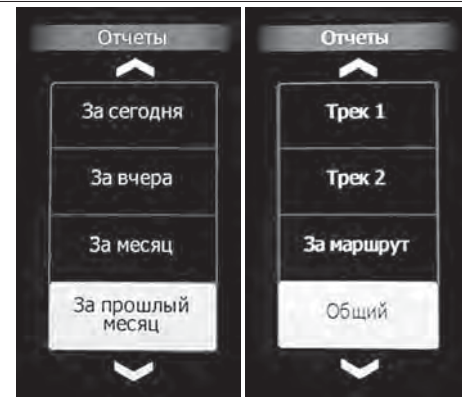 Отчеты
За сегодня
За вчера
За месяц
За прошлый
месяц
Отчеты
Трек 1
Трек 2
За маршрут
Общий